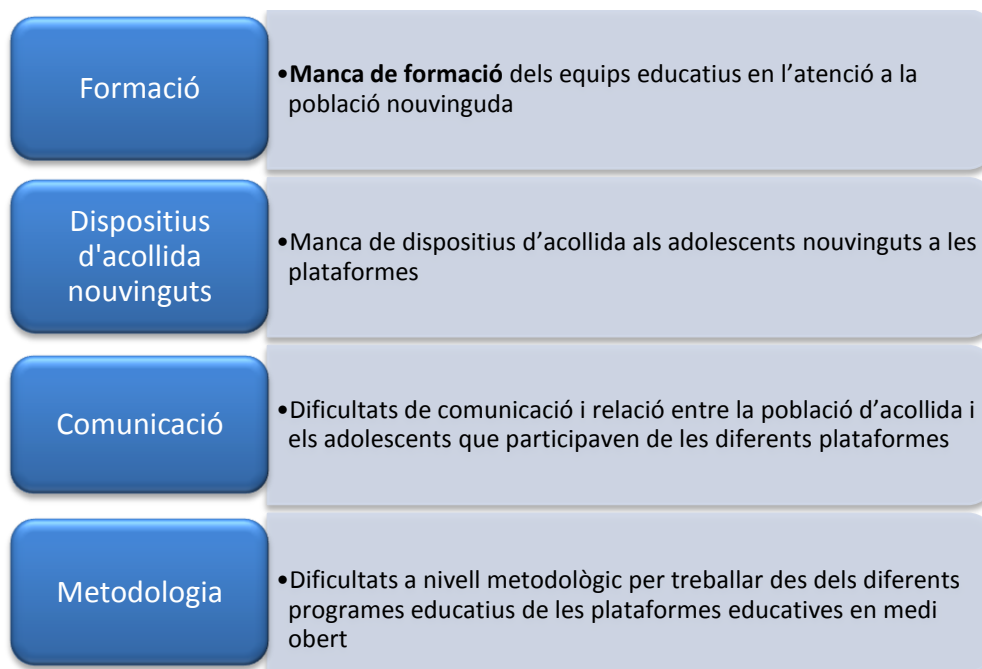 Formació
•Manca de formació dels equips educatius en l’atenció a la
població nouvinguda
Dispositius
d'acollida
nouvinguts
•Manca de dispositius d’acollida als adolescents nouvinguts a les
plataformes
Comunicació
•Dificultats de comunicació i relació entre la població d’acollida i
els adolescents que participaven de les diferents plataformes
Metodologia
•Dificultats a nivell metodològic per treballar des dels diferents
programes educatius de les plataformes educatives en medi
obert